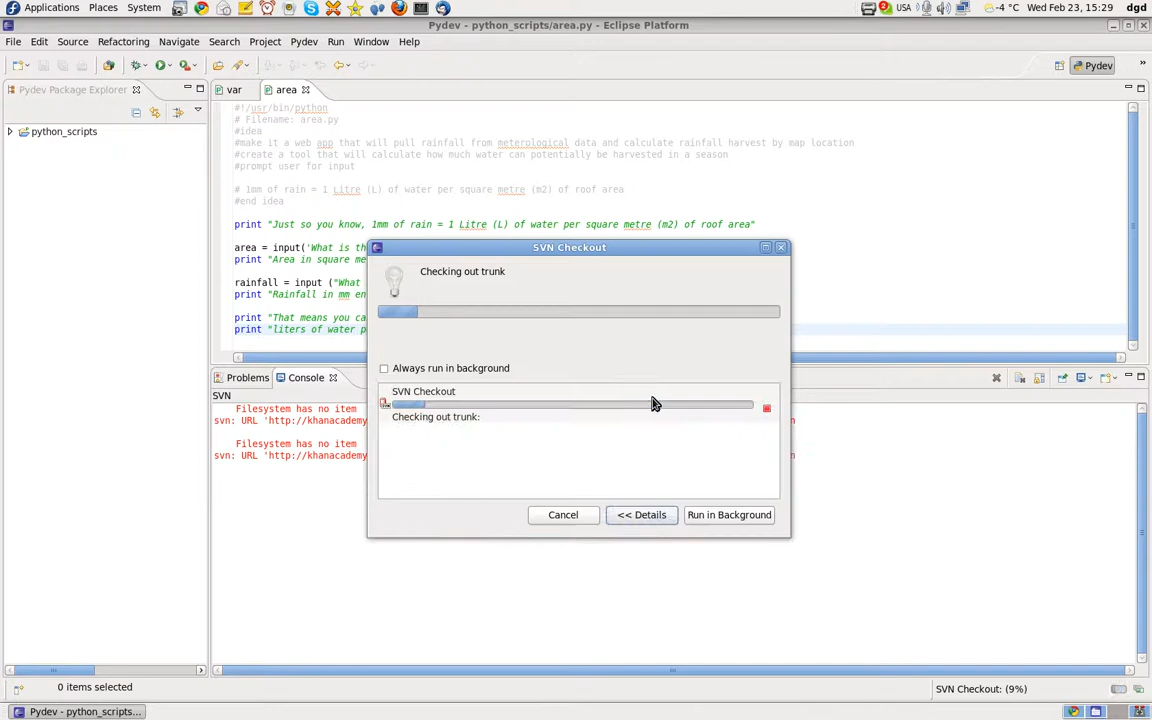 Applications Places System USA -4 °C Wed Feb 23, 15:29 dgd
Pydev - python_scripts/area.py - Eclipse Platform
File Edit Source Refactoring Navigate Search Project Pydev Run Window Help
Pydev
Pydev Package Explorer
var area
python_scripts
#!/usr/bin/python
# Filename: area.py
#idea
#make it a web app that will pull rainfall from meterological data and calculate rainfall harvest by map location
#create a tool that will calculate how much water can potentially be harvested in a season
#prompt user for input
# 1mm of rain = 1 Litre (L) of water per square metre (m2) of roof area
#end idea
print "Just so you know, 1mm of rain = 1 Litre (L) of water per square metre (m2) of roof area"
area = input('What is th
print "Area in square me
rainfall = input ("What
print "Rainfall in mm en
print "That means you ca
print "liters of water p
SVN Checkout
Checking out trunk
Always run in background
SVN Checkout
Checking out trunk:
Cancel << Details Run in Background
Problems Console
SVN
Filesystem has no item
svn: URL 'http://khanacademy
Filesystem has no item
svn: URL 'http://khanacademy
0 items selected
SVN Checkout: (9%)
Pydev - python_scripts...